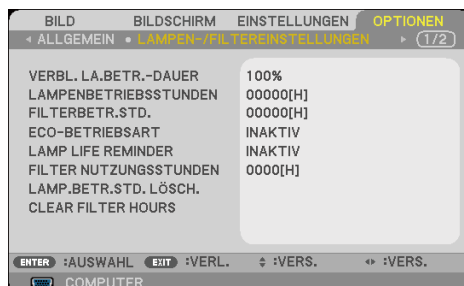 BILD BILDSCHIRM EINSTELLUNGEN OPTIONEN
ALLGEMEIN • LAMPEN-/FILTEREINSTELLUNGEN (1/2)
VERBL. LA.BETR.-DAUER 100%
LAMPENBETRIEBSSTUNDEN 00000[H]
FILTERBETR.STD. 00000[H]
ECO-BETRIEBSART INAKTIV
LAMP LIFE REMINDER INAKTIV
FILTER NUTZUNGSSTUNDEN 0000[H]
LAMP.BETR.STD. LÖSCH.
CLEAR FILTER HOURS
ENTER :AUSWAHL EXIT :VERL. :VERS. :VERS.
COMPUTER